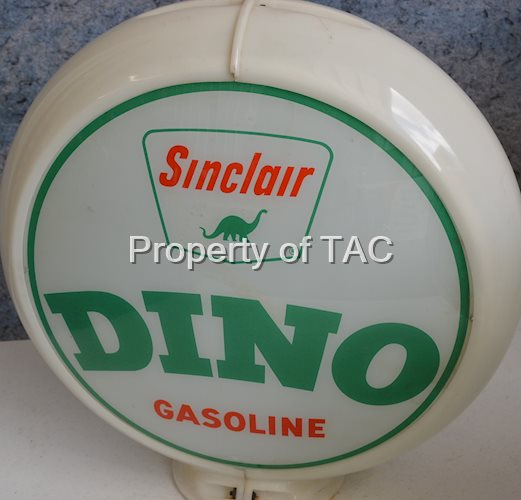 Sinclair
Property of TAC
DINO
GASOLINE